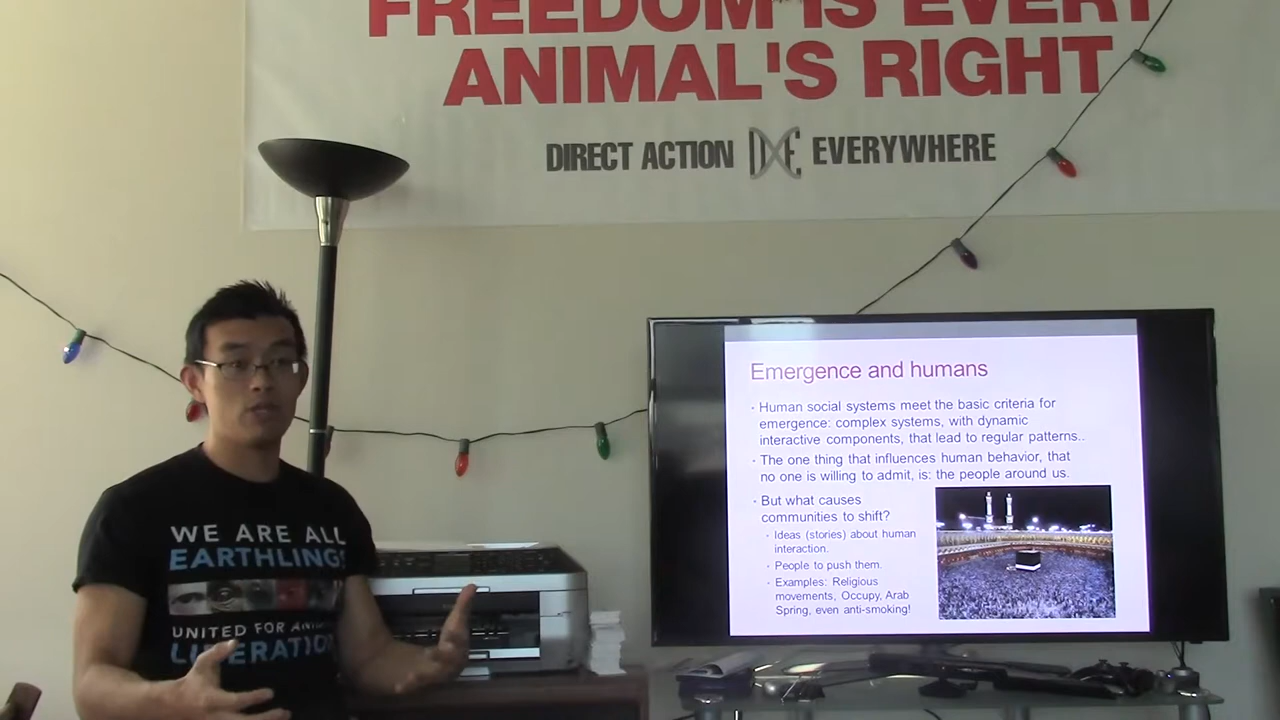 FREEDOM IS EVERY
ANIMAL'S RIGHT
DIRECT ACTION DXE EVERYWHERE
Emergence and humans
· Human social systems meet the basic criteria for
emergence: complex systems, with dynamic
interactive components, that lead to regular patterns..
· The one thing that influences human behavior, that
no one is willing to admit, is: the people around us.
· But what causes
communities to shift?
· Ideas (stories) about human
interaction.
· People to push them.
· Examples: Religious
movements, Occupy, Arab
Spring, even anti-smoking!
WE ARE ALL
EARTHLINGS
UNITED FOR ANIM
LIBERATION